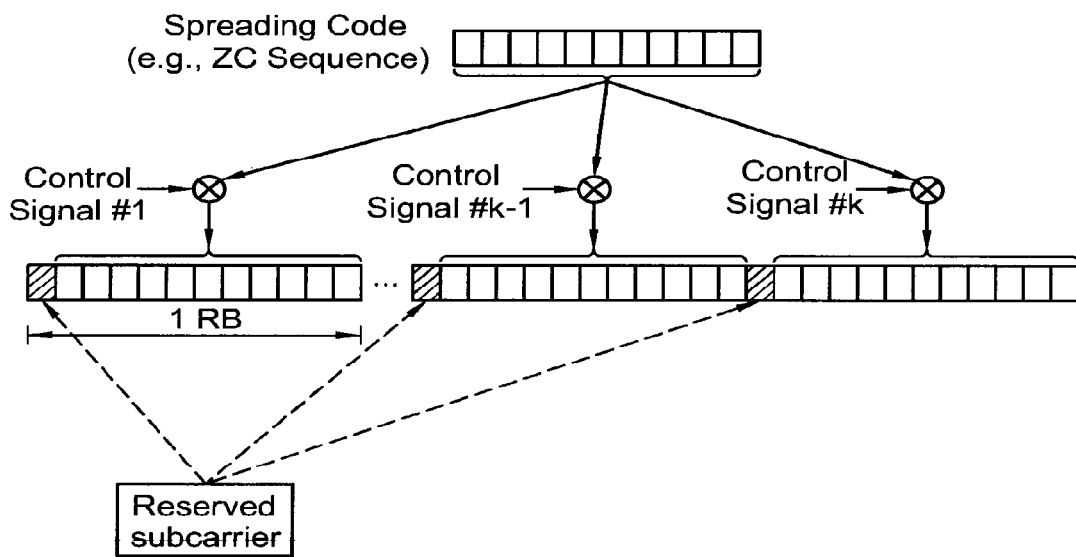 Spreading Code
(e.g., ZC Sequence)
Control
Signal #1
Control
Signal #k-1
Control
Signal #k
...
1 RB
Reserved
subcarrier